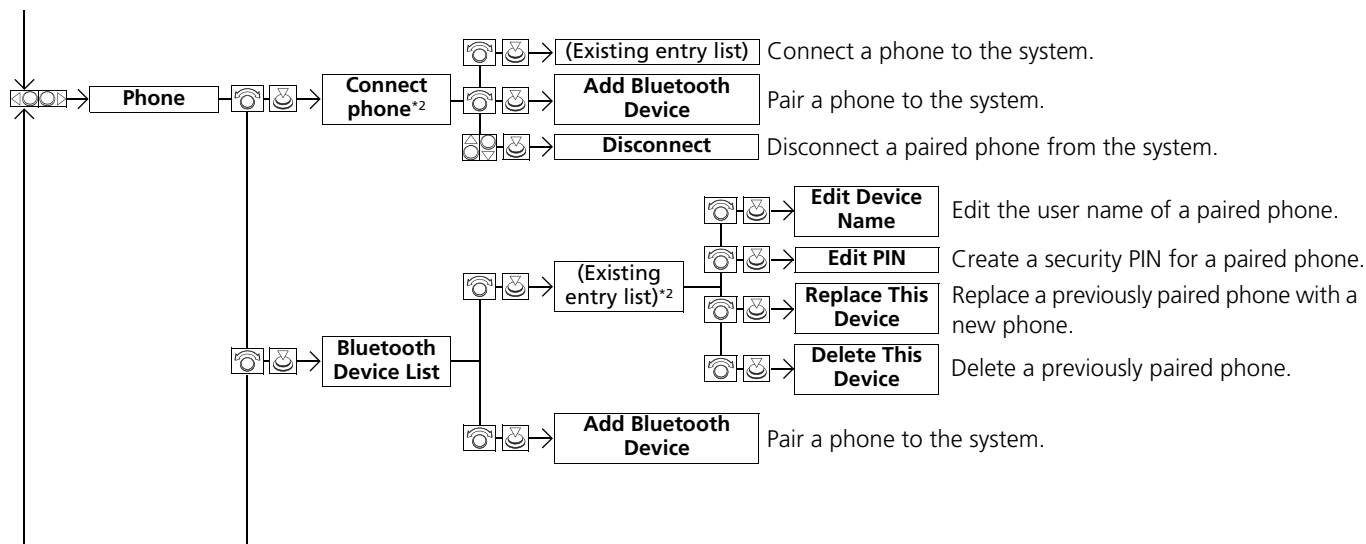 (Existing entry list) Connect a phone to the system.
Phone
Connect
phone*2
Add Bluetooth
Device
Pair a phone to the system.
Disconnect Disconnect a paired phone from the system.
Edit Device
Name
Edit the user name of a paired phone.
Edit PIN Create a security PIN for a paired phone.
(Existing
entry list)*2
Replace This
Device
Replace a previously paired phone with a
new phone.
Bluetooth
Device List
Delete This
Device
Delete a previously paired phone.
Add Bluetooth
Device
Pair a phone to the system.